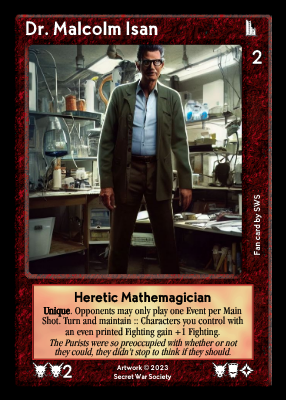 Dr. Malcolm Isan
2
Fan card by SWS
Heretic Mathemagician
Unique. Opponents may only play one Event per Main
Shot. Turn and maintain :: Characters you control with
an even printed Fighting gain +1 Fighting.
The Purists were so preoccupied with whether or not
they could, they didn't stop to think if they should.
2
Artwork © 2023
Secret War Society